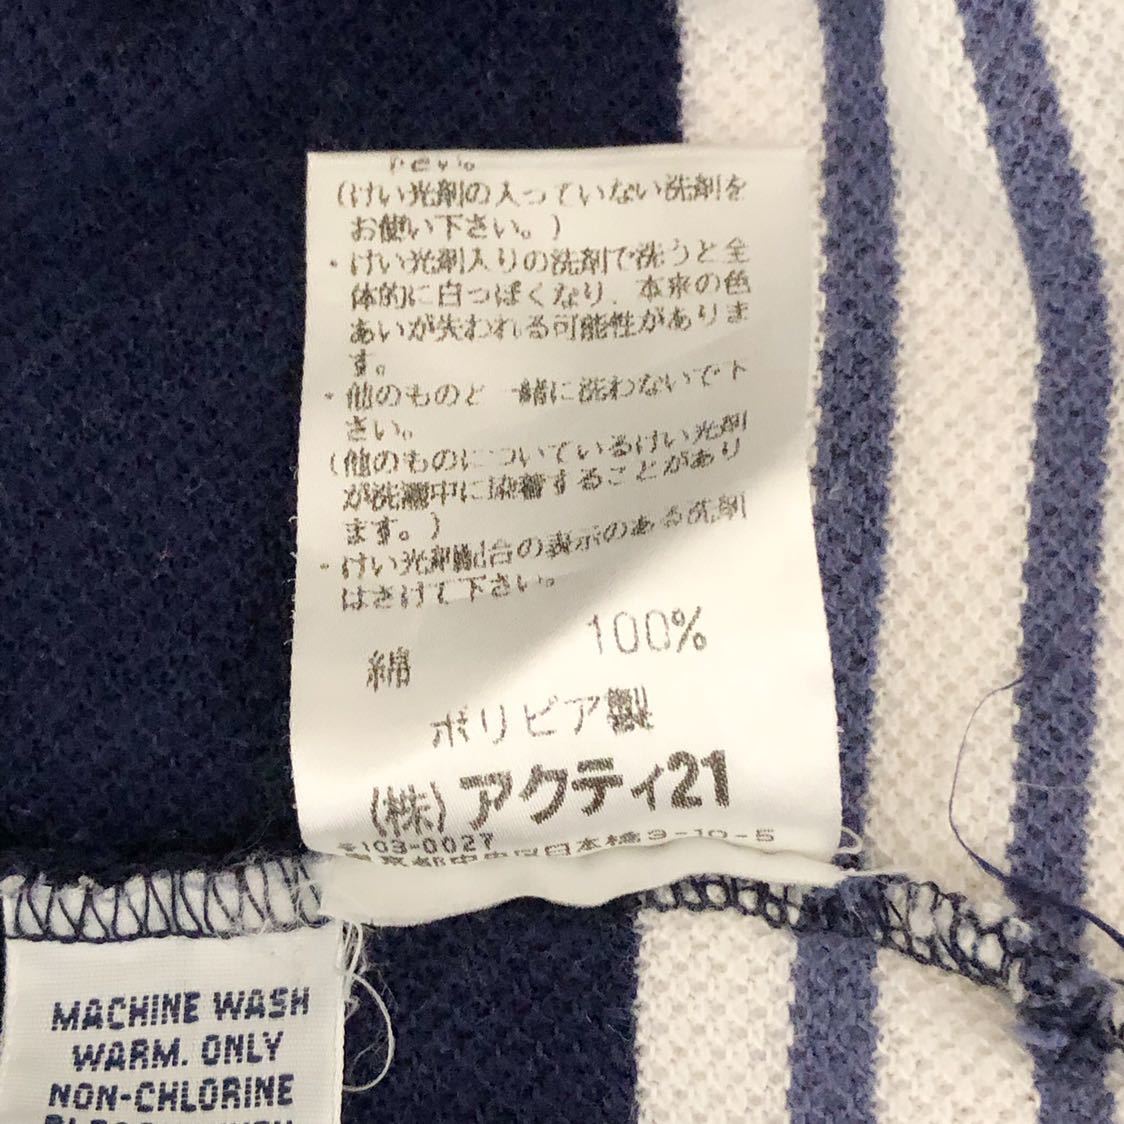 (けい光剤の入っていない洗剤を
お使い下さい。)
・けい光剤入りの洗剤で洗うと全
体的に白っぽくなり、本来の色
あいが失われる可能性がありま
す。
・他のものと一緒に洗わないで下
さい。
(他のものについているけい光剤
が洗濯中に染着することがあり
ます。)
・けい光剤配合の表示のある洗剤
はさけて下さい。
綿 100%
ボリビア製
(株)アクティ21
〒103-0027
東京都中央区日本橋3-10-5
MACHINE WASH
WARM. ONLY
NON-CHLORINE